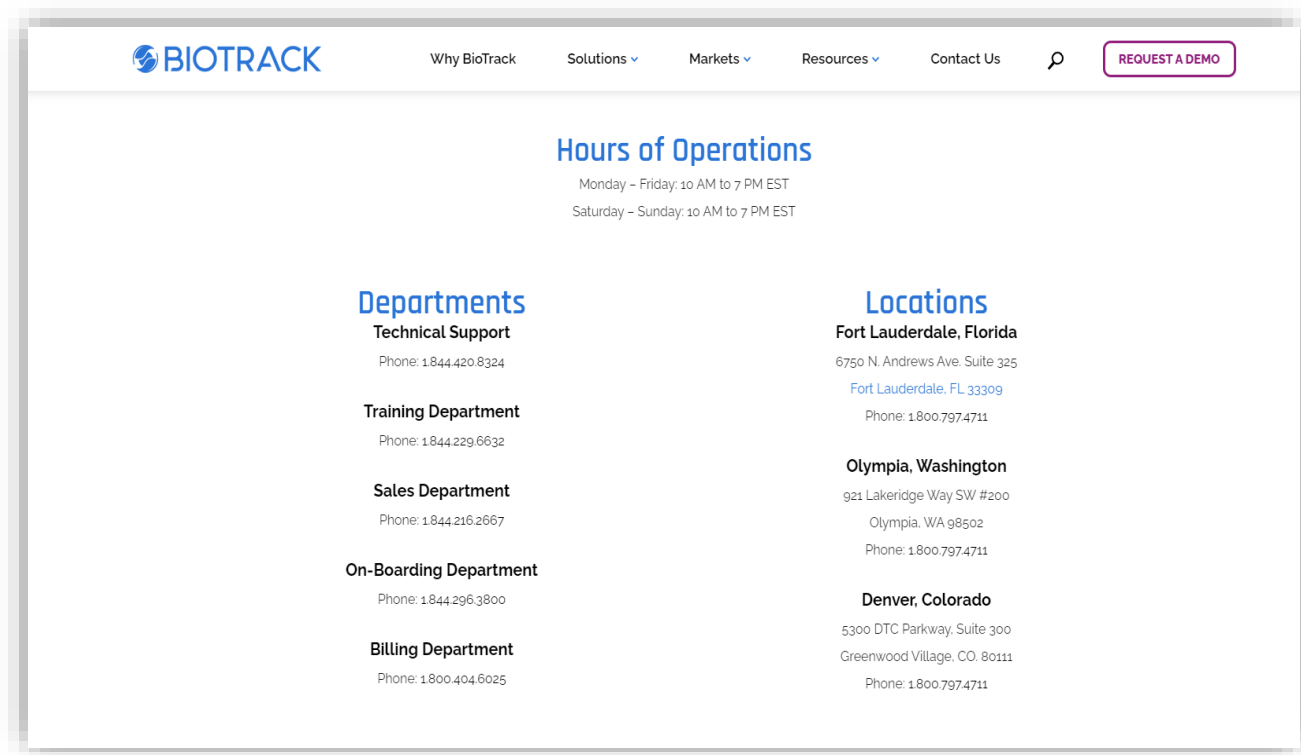 BIOTRACK
Why BioTrack
Solutions
Markets
Resources
Contact Us
REQUEST A DEMO
Hours of Operations
Monday – Friday: 10 AM to 7 PM EST
Saturday – Sunday: 10 AM to 7 PM EST
Departments
Technical Support
Phone: 1.844.420.8324
Training Department
Phone: 1.844.229.6632
Sales Department
Phone: 1.844.216.2667
On-Boarding Department
Phone: 1.844.296.3800
Billing Department
Phone: 1.800.404.6025
Locations
Fort Lauderdale, Florida
6750 N. Andrews Ave. Suite 325
Fort Lauderdale, FL 33309
Phone: 1.800.797.4711
Olympia, Washington
921 Lakeridge Way SW #200
Olympia, WA 98502
Phone: 1.800.797.4711
Denver, Colorado
5300 DTC Parkway, Suite 300
Greenwood Village, CO. 80111
Phone: 1.800.797.4711